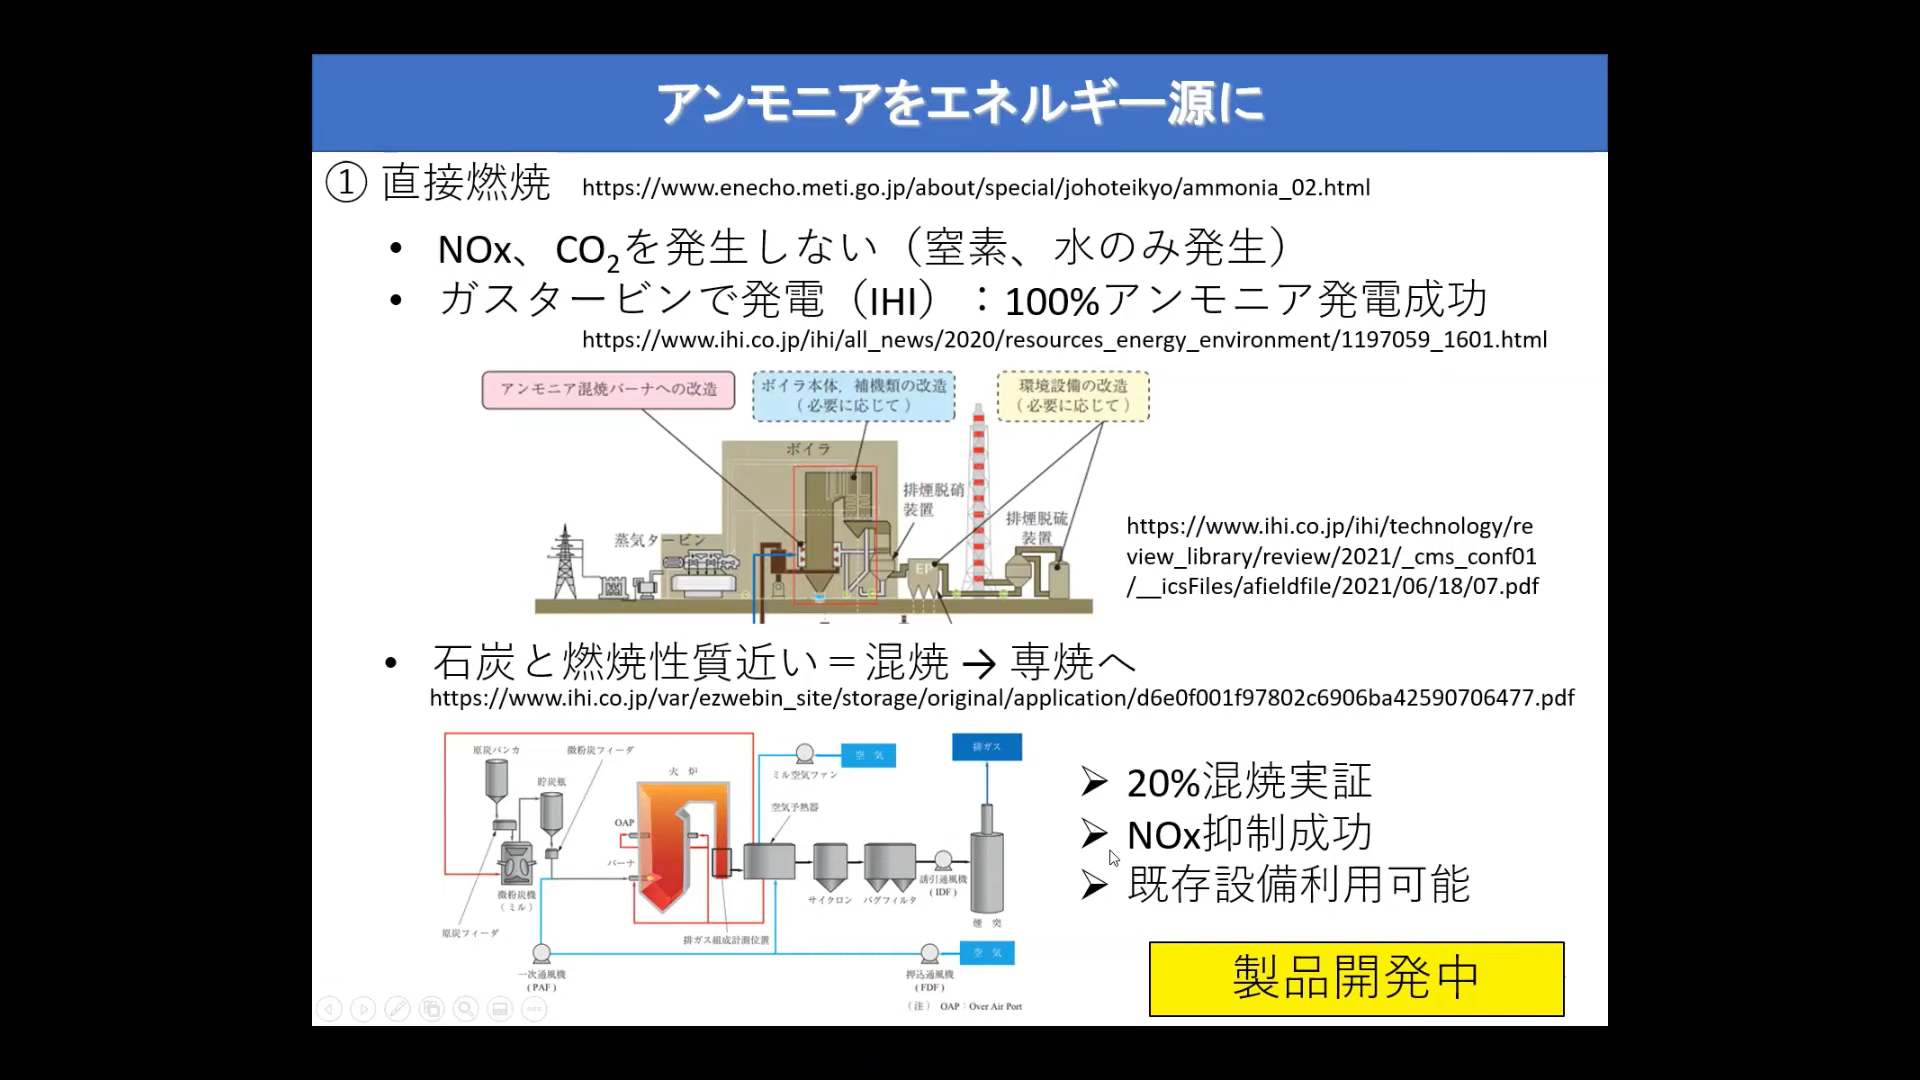 アンモニアをエネルギー源に
① 直接燃焼 https://www.enecho.meti.go.jp/about/special/johoteikyo/ammonia_02.html
• NOx、CO2を発生しない（窒素、水のみ発生）
• ガスタービンで発電（IHI）：100%アンモニア発電成功
https://www.ihi.co.jp/ihi/all_news/2020/resources_energy_environment/1197059_1601.html
アンモニア混焼バーナへの改造
ボイラ本体，補機類の改造
（必要に応じて）
環境設備の改造
（必要に応じて）
ボイラ
排煙脱硝
装置
蒸気タービン
EP
排煙脱硫
装置
https://www.ihi.co.jp/ihi/technology/re
view_library/review/2021/_cms_conf01
/__icsFiles/afieldfile/2021/06/18/07.pdf
• 石炭と燃焼性質近い＝混焼 → 専焼へ
https://www.ihi.co.jp/var/ezwebin_site/storage/original/application/d6e0f001f97802c6906ba42590706477.pdf
原炭バンカ
微粉炭フィーダ
貯炭瓶
火 炉
ミル空気ファン
空 気
排ガス
空気予熱器
OAP
バーナ
微粉炭機
（ミル）
原炭フィーダ
サイクロン
バグフィルタ
誘引通風機
（IDF）
煙 突
排ガス組成計測位置
一次通風機
（PAF）
押込通風機
（FDF）
空 気
（注） OAP：Over Air Port
➢ 20%混焼実証
➢ NOx抑制成功
➢ 既存設備利用可能
製品開発中